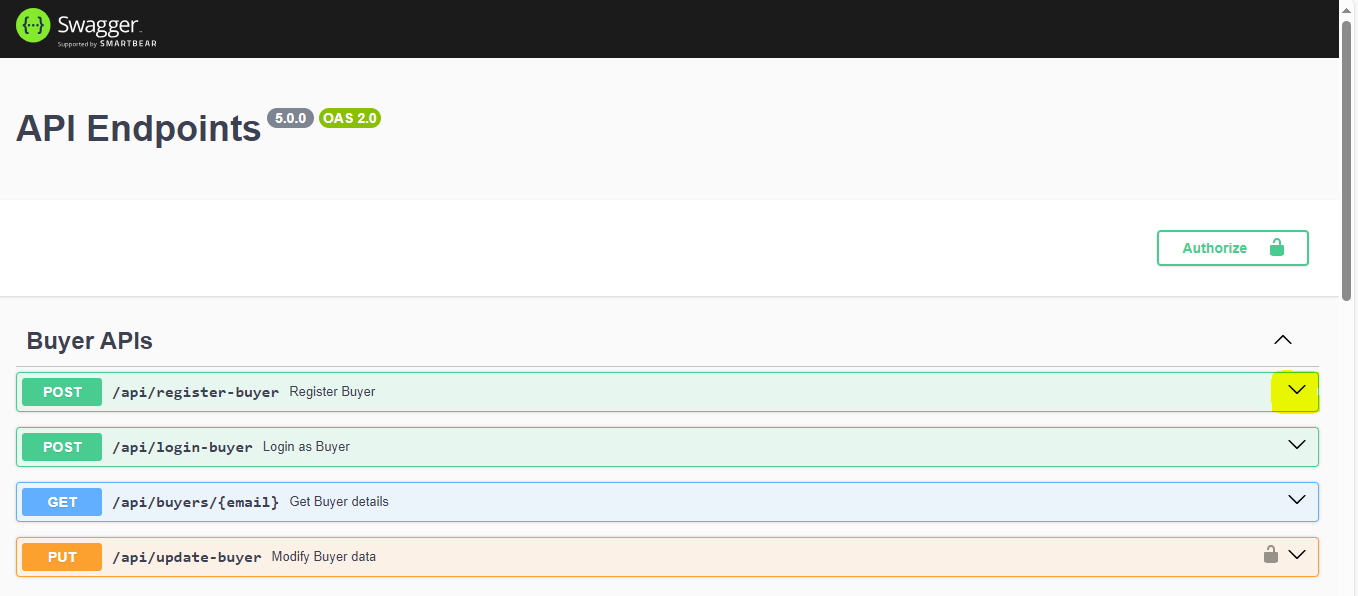 Swagger
Supported by SMARTBEAR
API Endpoints 5.0.0 OAS 2.0
Authorize
Buyer APIs
POST /api/register-buyer Register Buyer
POST /api/login-buyer Login as Buyer
GET /api/buyers/{email} Get Buyer details
PUT /api/update-buyer Modify Buyer data